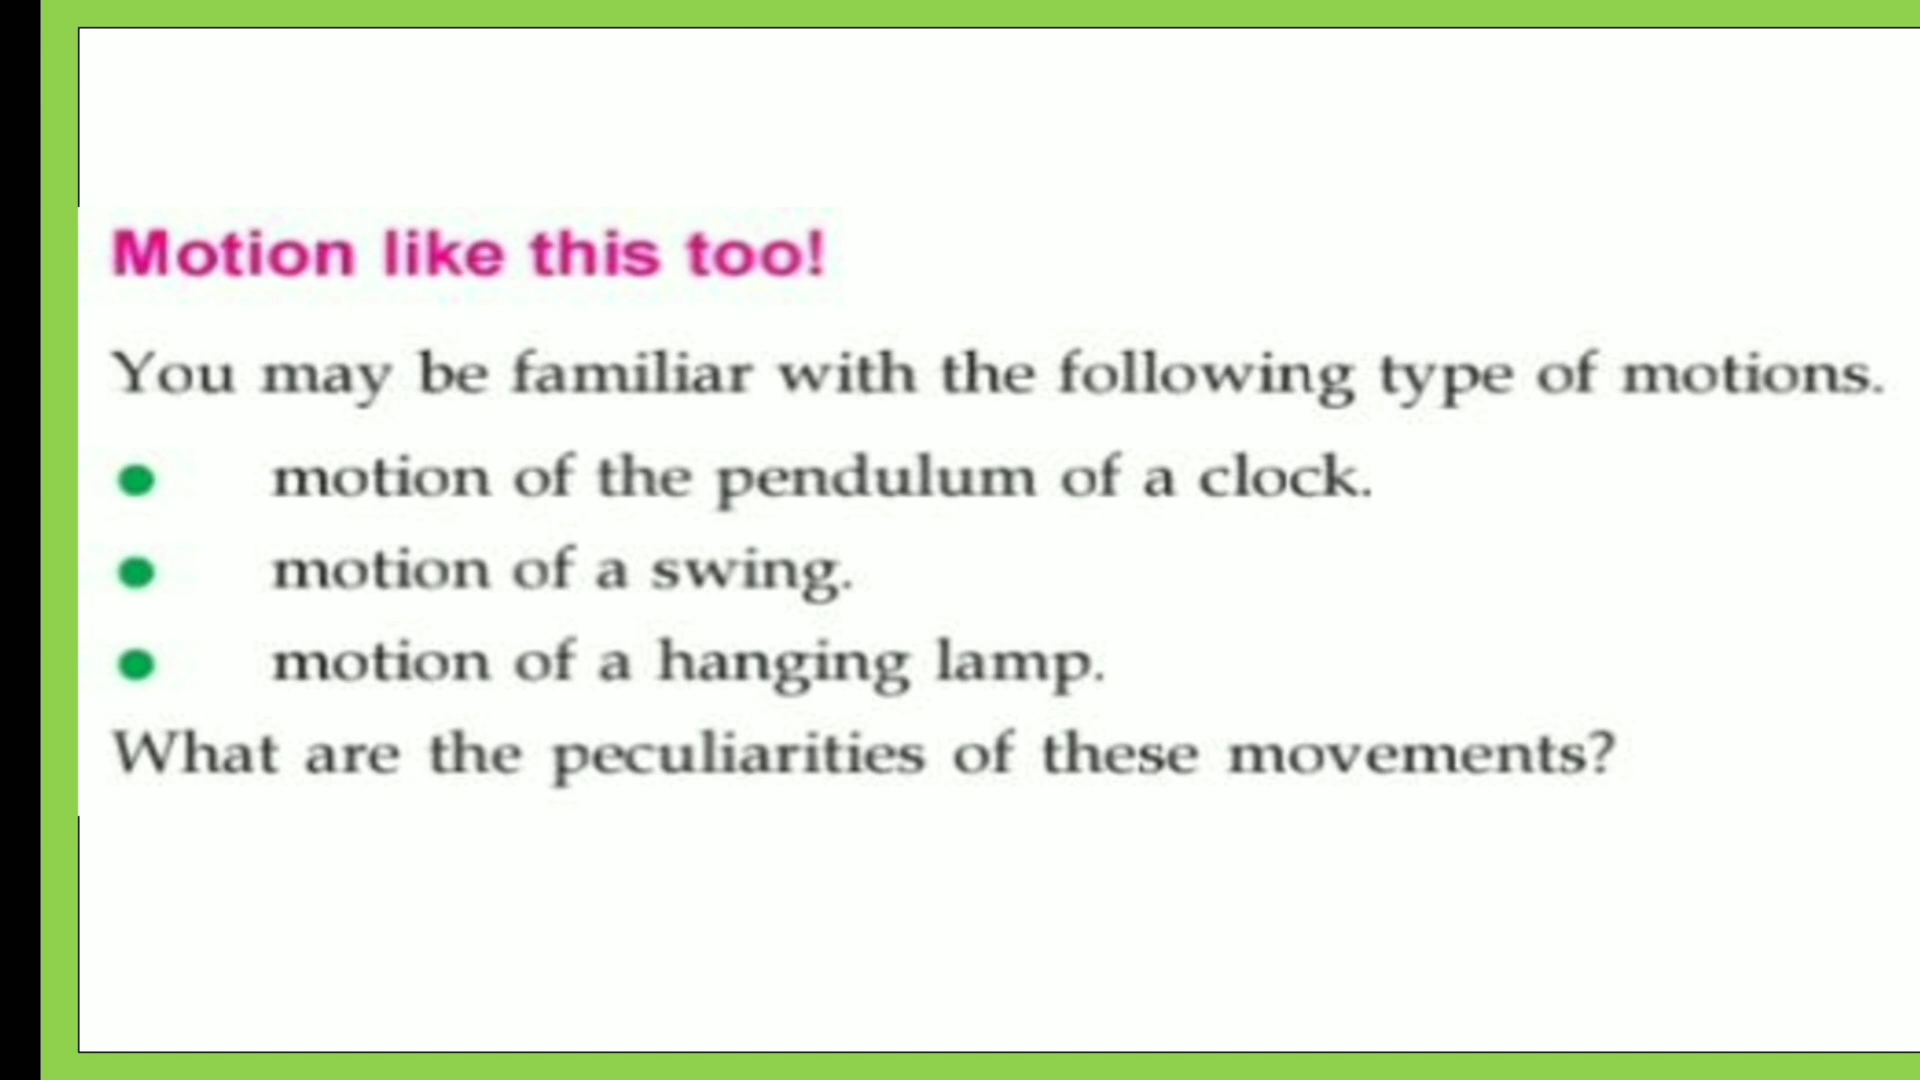 Motion like this too!
You may be familiar with the following type of motions.
● motion of the pendulum of a clock.
● motion of a swing.
● motion of a hanging lamp.
What are the peculiarities of these movements?